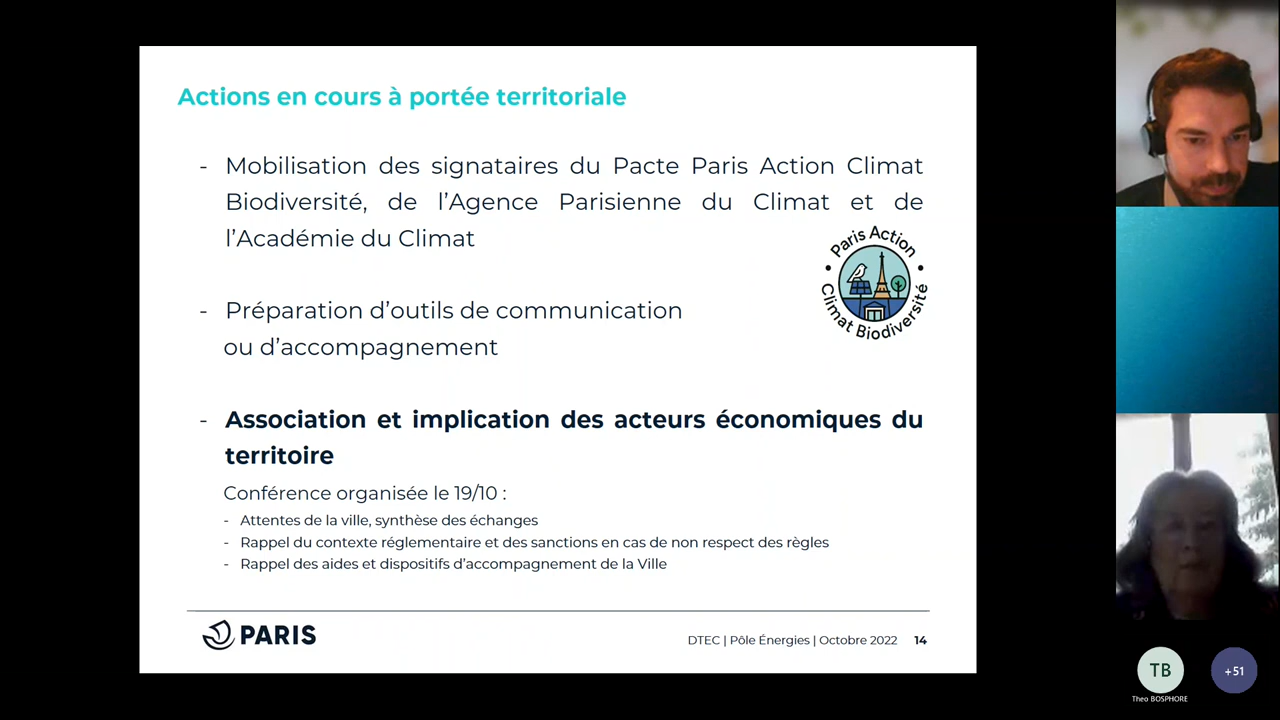 Actions en cours à portée territoriale
- Mobilisation des signataires du Pacte Paris Action Climat
Biodiversité, de l’Agence Parisienne du Climat et de
l’Académie du Climat
Paris Action
Climat Biodiversité
- Préparation d’outils de communication
ou d’accompagnement
- Association et implication des acteurs économiques du
territoire
Conférence organisée le 19/10 :
- Attentes de la ville, synthèse des échanges
- Rappel du contexte réglementaire et des sanctions en cas de non respect des règles
- Rappel des aides et dispositifs d’accompagnement de la Ville
PARIS
DTEC | Pôle Énergies | Octobre 2022 14
TB
+51
Theo BOSPHORE